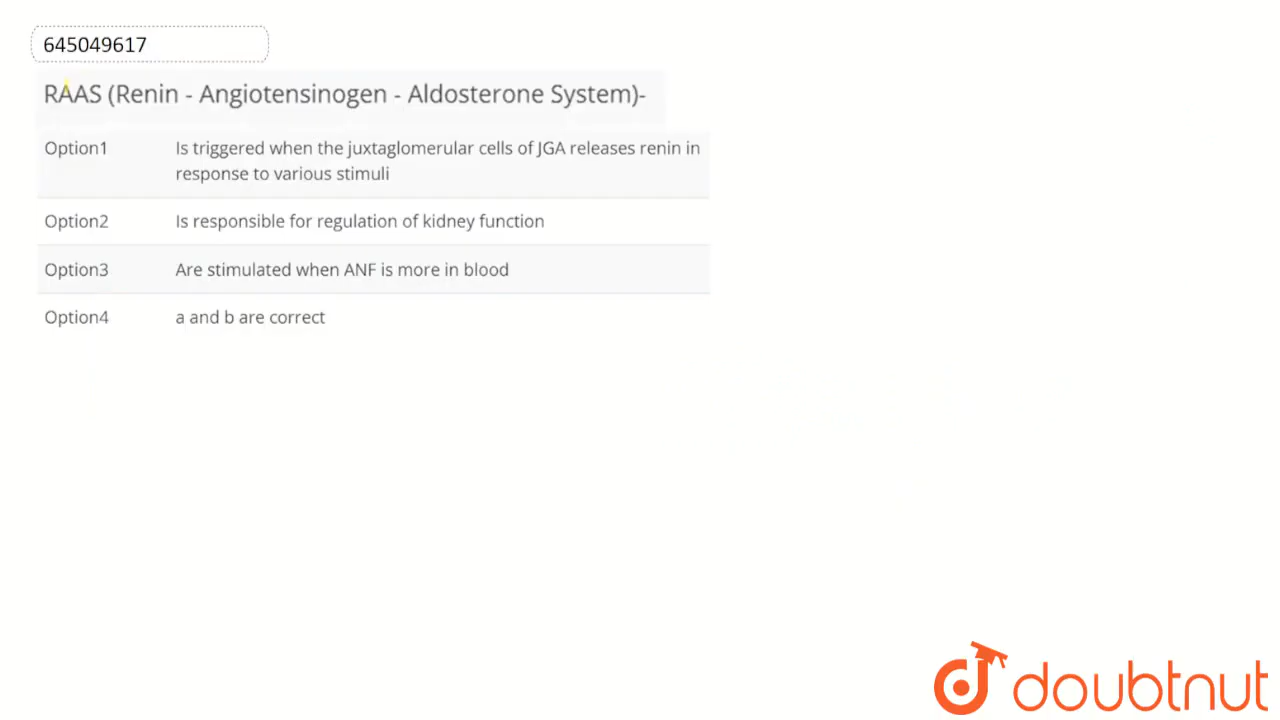 645049617
RAAS (Renin - Angiotensinogen - Aldosterone System)-
Option1 Is triggered when the juxtaglomerular cells of JGA releases renin in
response to various stimuli
Option2 Is responsible for regulation of kidney function
Option3 Are stimulated when ANF is more in blood
Option4 a and b are correct
doubtnut